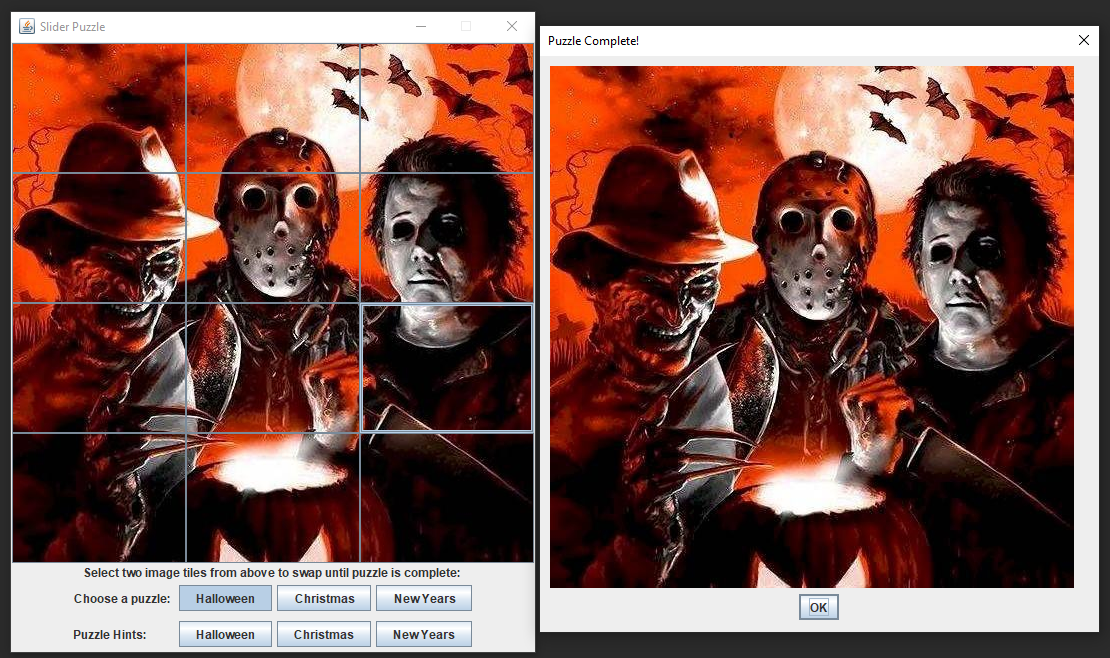 Slider Puzzle
Select two image tiles from above to swap until puzzle is complete:
Choose a puzzle: Halloween Christmas New Years
Puzzle Hints: Halloween Christmas New Years
Puzzle Complete!
OK